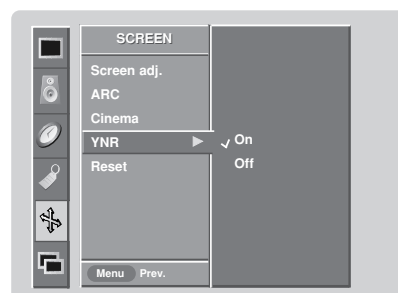 SCREEN
Screen adj.
ARC
Cinema
YNR ▶ ✓ On
Reset Off
Menu Prev.